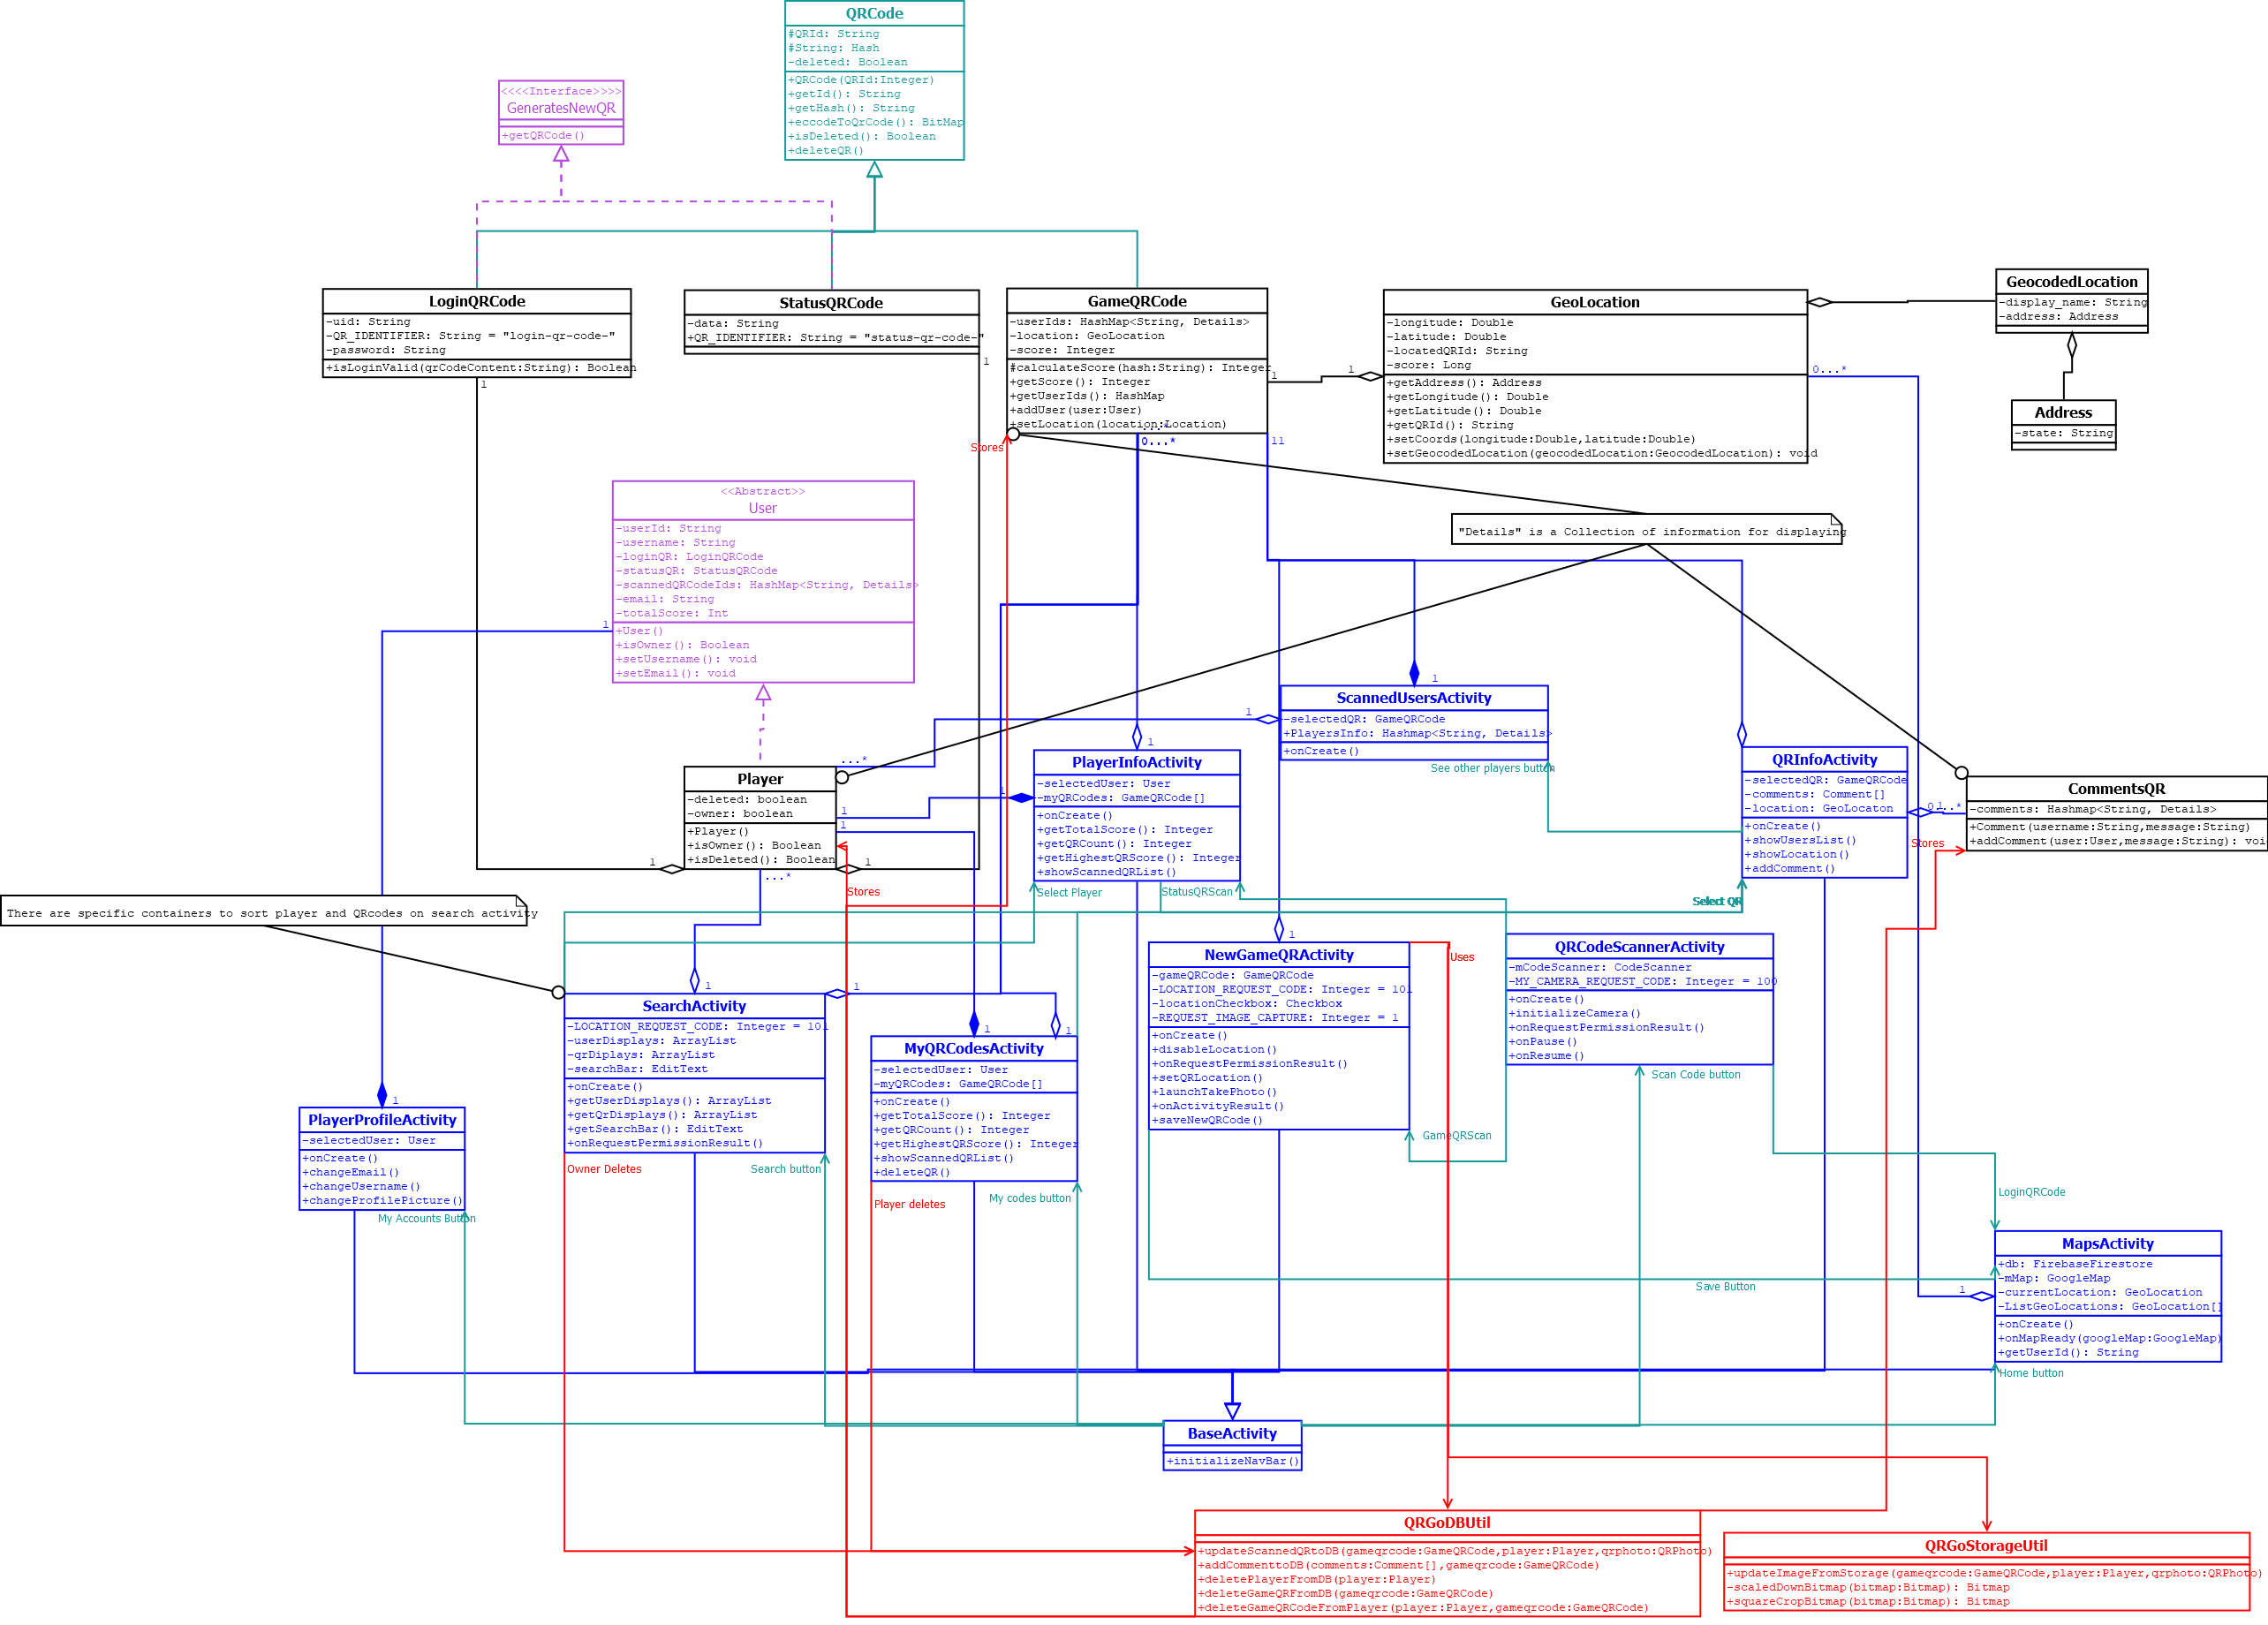 QRCode
#QRId: String
#String: Hash
-deleted: Boolean
+QRCode(QRId:Integer)
+getId(): String
+getHash(): String
+eccodeToQrCode(): BitMap
+isDeleted(): Boolean
+deleteQR()
<<<<Interface>>>>
GeneratesNewQR
+getQRCode()
LoginQRCode
-uid: String
-QR_IDENTIFIER: String = "login-qr-code-"
-password: String
+isLoginValid(qrCodeContent:String): Boolean
1
StatusQRCode
-data: String
+QR_IDENTIFIER: String = "status-qr-code-"
1
GameQRCode
-userIds: HashMap<String, Details>
-location: GeoLocation
-score: Integer
#calculateScore(hash:String): Integer
+getScore(): Integer
+getUserIds(): HashMap
+addUser(user:User)
+setLocation(location:Location)
1
1
...*
0...*
11
Stores
GeoLocation
-longitude: Double
-latitude: Double
-locatedQRId: String
-score: Long
+getAddress(): Address
+getLongitude(): Double
+getLatitude(): Double
+getQRId(): String
+setCoords(longitude:Double,latitude:Double)
+setGeocodedLocation(geocodedLocation:GeocodedLocation): void
0...*
GeocodedLocation
-display_name: String
-address: Address
Address
-state: String
<<Abstract>>
User
-userId: String
-username: String
-loginQR: LoginQRCode
-statusQR: StatusQRCode
-scannedQRCodeIds: HashMap<String, Details>
-email: String
-totalScore: Int
+User()
+isOwner(): Boolean
+setUsername(): void
+setEmail(): void
1
"Details" is a Collection of information for displaying
ScannedUsersActivity
-selectedQR: GameQRCode
+PlayersInfo: Hashmap<String, Details>
+onCreate()
1
1
See other players button
Player
-deleted: boolean
-owner: boolean
+Player()
+isOwner(): Boolean
+isDeleted(): Boolean
...*
1
1
1
1
...*
Stores
PlayerInfoActivity
-selectedUser: User
-myQRCodes: GameQRCode[]
+onCreate()
+getTotalScore(): Integer
+getQRCount(): Integer
+getHighestQRScore(): Integer
+showScannedQRList()
1
1
Select Player
StatusQRScan
QRInfoActivity
-selectedQR: GameQRCode
-comments: Comment[]
-location: GeoLocaton
+onCreate()
+showUsersList()
+showLocation()
+addComment()
Select QR
1
0...*
Stores
CommentsQR
-comments: Hashmap<String, Details>
+Comment(username:String,message:String)
+addComment(user:User,message:String): void
There are specific containers to sort player and QRcodes on search activity
SearchActivity
-LOCATION_REQUEST_CODE: Integer = 101
-userDisplays: ArrayList
-qrDiplays: ArrayList
-searchBar: EditText
+onCreate()
+getUserDisplays(): ArrayList
+getQrDisplays(): ArrayList
+getSearchBar(): EditText
+onRequestPermissionResult()
1
1
Owner Deletes
Search button
MyQRCodesActivity
-selectedUser: User
-myQRCodes: GameQRCode[]
+onCreate()
+getTotalScore(): Integer
+getQRCount(): Integer
+getHighestQRScore(): Integer
+showScannedQRList()
+deleteQR()
1
1
Player deletes
My codes button
NewGameQRActivity
-gameQRCode: GameQRCode
-LOCATION_REQUEST_CODE: Integer = 101
-locationCheckbox: Checkbox
-REQUEST_IMAGE_CAPTURE: Integer = 1
+onCreate()
+disableLocation()
+onRequestPermissionResult()
+setQRLocation()
+launchTakePhoto()
+onActivityResult()
+saveNewQRCode()
1
Uses
GameQRScan
QRCodeScannerActivity
-mCodeScanner: CodeScanner
-MY_CAMERA_REQUEST_CODE: Integer = 100
+onCreate()
+initializeCamera()
+onRequestPermissionResult()
+onPause()
+onResume()
Scan Code button
PlayerProfileActivity
-selectedUser: User
+onCreate()
+changeEmail()
+changeUsername()
+changeProfilePicture()
1
My Accounts Button
LoginQRCode
MapsActivity
+db: FirebaseFirestore
-mMap: GoogleMap
-currentLocation: GeoLocation
-ListGeoLocations: GeoLocation[]
+onCreate()
+onMapReady(googleMap:GoogleMap)
+getUserId(): String
1
Save Button
Home button
BaseActivity
+initializeNavBar()
QRGoDBUtil
+updateScannedQRtoDB(gameqrcode:GameQRCode,player:Player,qrphoto:QRPhoto)
+addCommenttoDB(comments:Comment[],gameqrcode:GameQRCode)
+deletePlayerFromDB(player:Player)
+deleteGameQRFromDB(gameqrcode:GameQRCode)
+deleteGameQRCodeFromPlayer(player:Player,gameqrcode:GameQRCode)
QRGoStorageUtil
+updateImageFromStorage(gameqrcode:GameQRCode,player:Player,qrphoto:QRPhoto)
-scaledDownBitmap(bitmap:Bitmap): Bitmap
+squareCropBitmap(bitmap:Bitmap): Bitmap